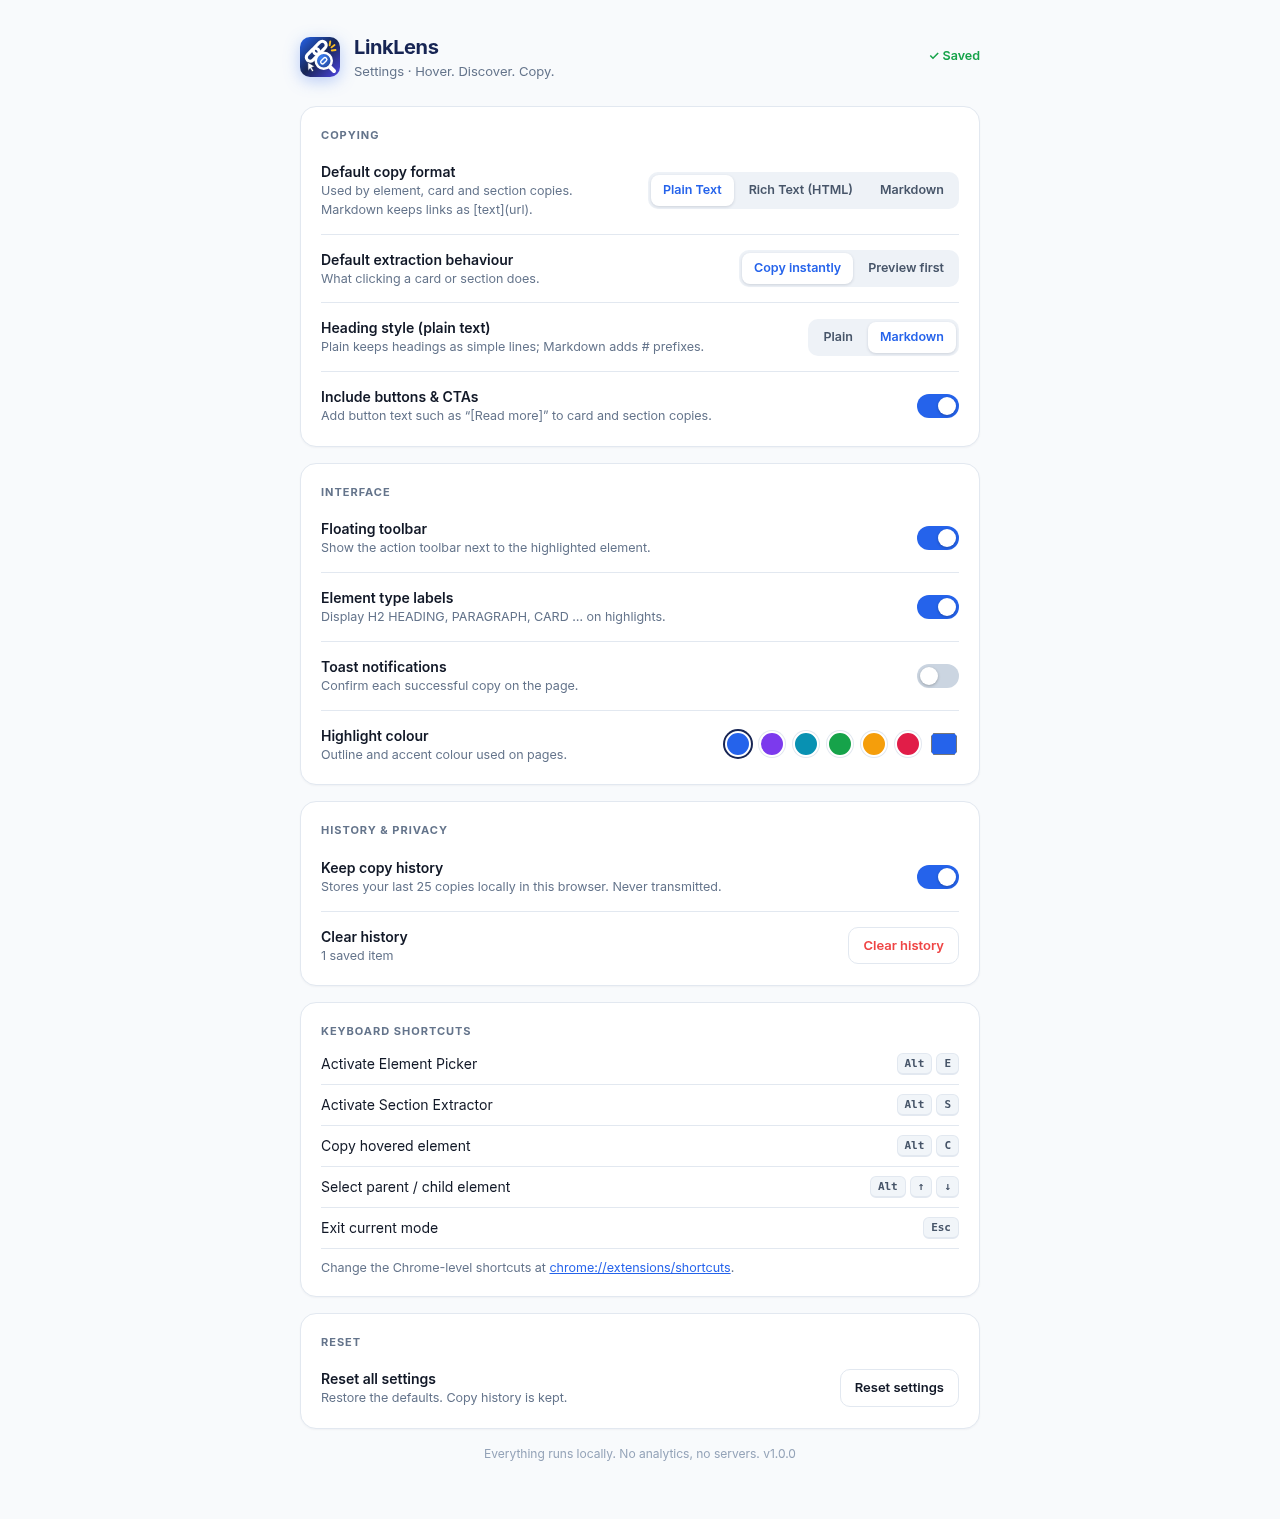 LinkLens
Settings · Hover. Discover. Copy.
✓ Saved
COPYING
Default copy format
Used by element, card and section copies.
Markdown keeps links as [text](url).
Plain Text Rich Text (HTML) Markdown
Default extraction behaviour
What clicking a card or section does.
Copy instantly Preview first
Heading style (plain text)
Plain keeps headings as simple lines; Markdown adds # prefixes.
Plain Markdown
Include buttons & CTAs
Add button text such as “[Read more]” to card and section copies.
INTERFACE
Floating toolbar
Show the action toolbar next to the highlighted element.
Element type labels
Display H2 HEADING, PARAGRAPH, CARD … on highlights.
Toast notifications
Confirm each successful copy on the page.
Highlight colour
Outline and accent colour used on pages.
HISTORY & PRIVACY
Keep copy history
Stores your last 25 copies locally in this browser. Never transmitted.
Clear history
1 saved item
Clear history
KEYBOARD SHORTCUTS
Activate Element Picker Alt E
Activate Section Extractor Alt S
Copy hovered element Alt C
Select parent / child element Alt ↑ ↓
Exit current mode Esc
Change the Chrome-level shortcuts at chrome://extensions/shortcuts.
RESET
Reset all settings
Restore the defaults. Copy history is kept.
Reset settings
Everything runs locally. No analytics, no servers. v1.0.0